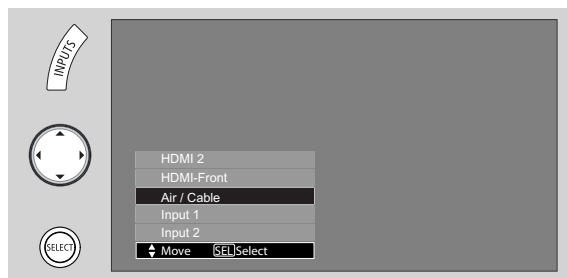 INPUTS
HDMI 2
HDMI-Front
Air / Cable
Input 1
Input 2
Move SEL Select
SELECT